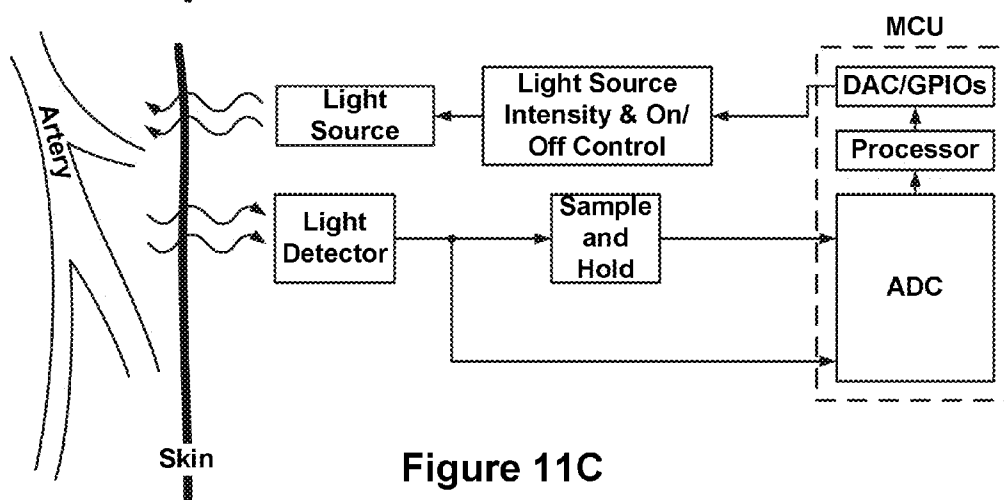 MCU
Light
Source
Light Source
Intensity & On/
Off Control
DAC/GPIOs
Processor
Artery
Light
Detector
Sample
and
Hold
ADC
Skin
Figure 11C